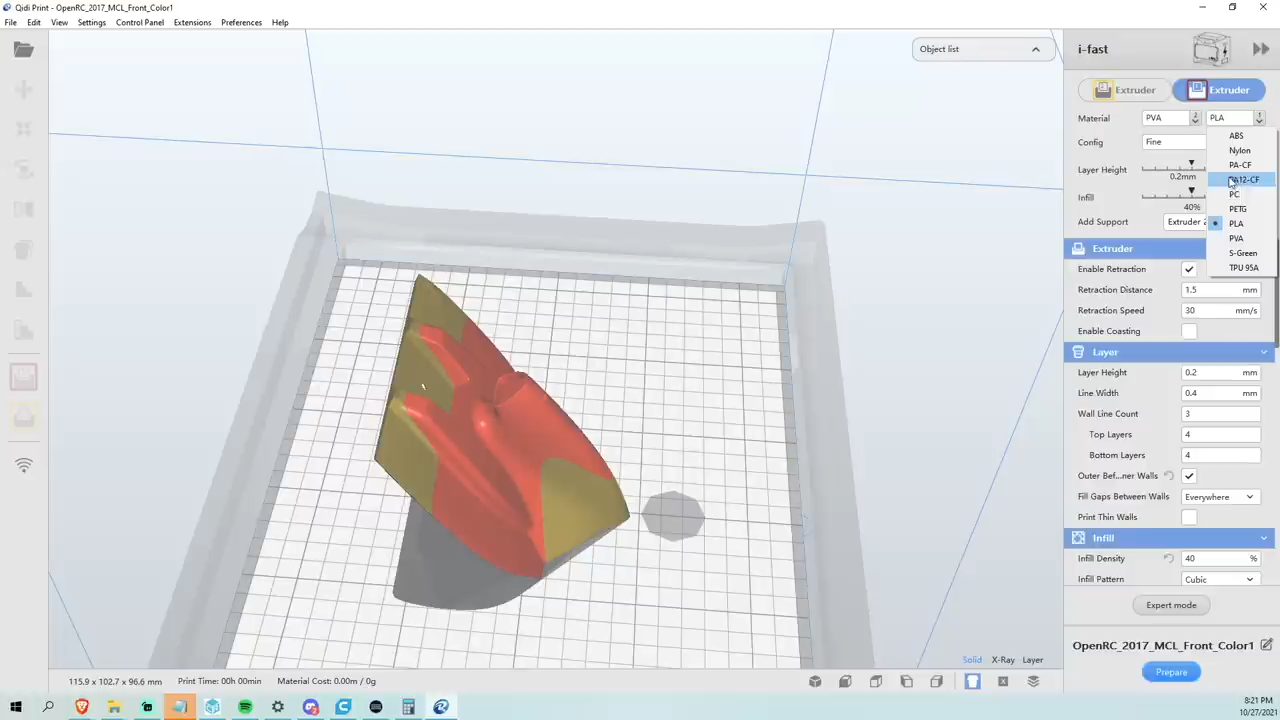 Qidi Print - OpenRC_2017_MCL_Front_Color1
File Edit View Settings Control Panel Extensions Preferences Help
Object list
i-fast
Extruder Extruder
Material PVA PLA
ABS
Config Fine
Nylon
PA-CF
Layer Height
0.2mm
PA12-CF
Infill
PC
40%
PETG
Add Support Extruder
PLA
PVA
Extruder
S-Green
Enable Retraction
TPU 95A
Retraction Distance 1.5 mm
Retraction Speed 30 mm/s
Enable Coasting
Layer
Layer Height 0.2 mm
Line Width 0.4 mm
Wall Line Count 3
Top Layers 4
Bottom Layers 4
Outer Bef...ner Walls
Fill Gaps Between Walls Everywhere
Print Thin Walls
Infill
Infill Density 40 %
Infill Pattern Cubic
Expert mode
OpenRC_2017_MCL_Front_Color1
Prepare
Solid X-Ray Layer
115.9 x 102.7 x 96.6 mm Print Time: 00h 00min Material Cost: 0.00m / 0g
8:21 PM
10/27/2021